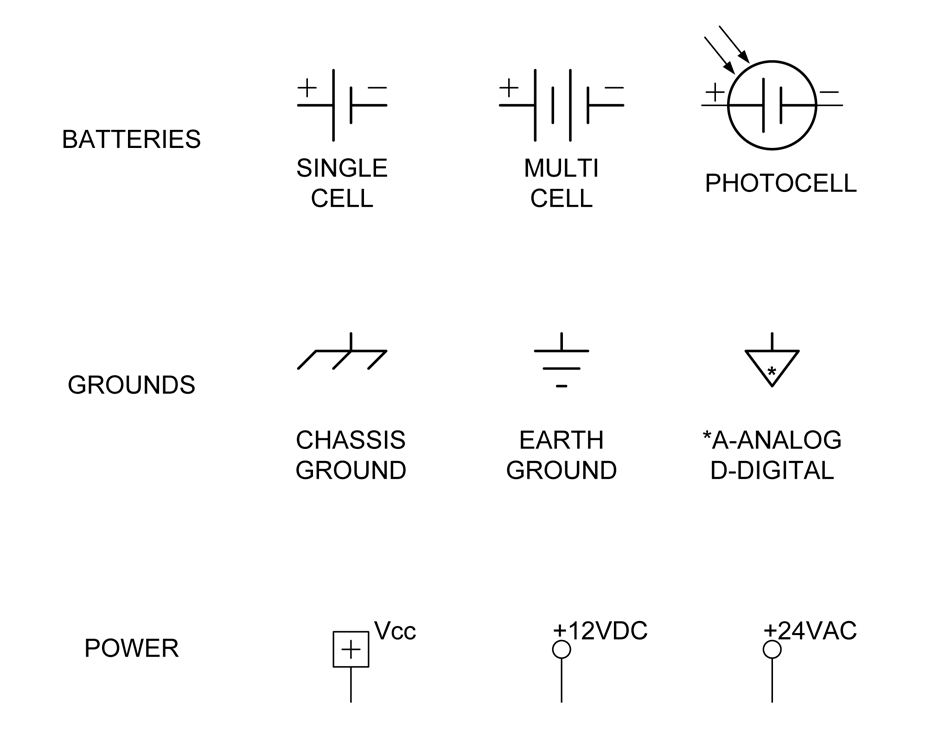 BATTERIES
+ −
SINGLE
CELL
+ −
MULTI
CELL
+ −
PHOTOCELL
GROUNDS
CHASSIS
GROUND
EARTH
GROUND
*
*A-ANALOG
D-DIGITAL
POWER
+
Vcc
+12VDC
+24VAC